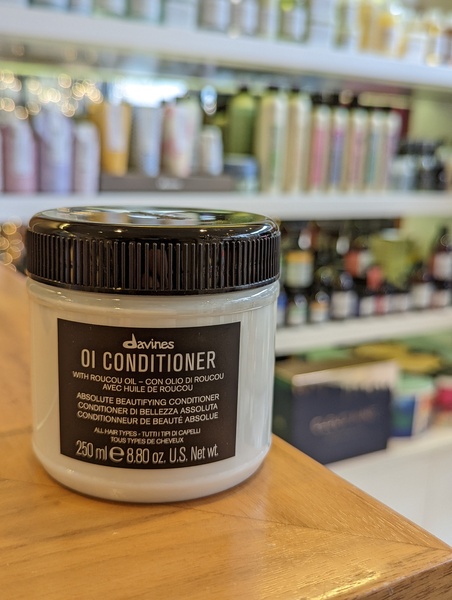 davines
OI CONDITIONER
WITH ROUCOU OIL – CON OLIO DI ROUCOU
AVEC HUILE DE ROUCOU
ABSOLUTE BEAUTIFYING CONDITIONER
CONDITIONER DI BELLEZZA ASSOLUTA
CONDITIONNEUR DE BEAUTÉ ABSOLUE
ALL HAIR TYPES - TUTTI I TIPI DI CAPELLI
TOUS TYPES DE CHEVEUX
250 ml ℮ 8.80 oz. U.S. Net wt.